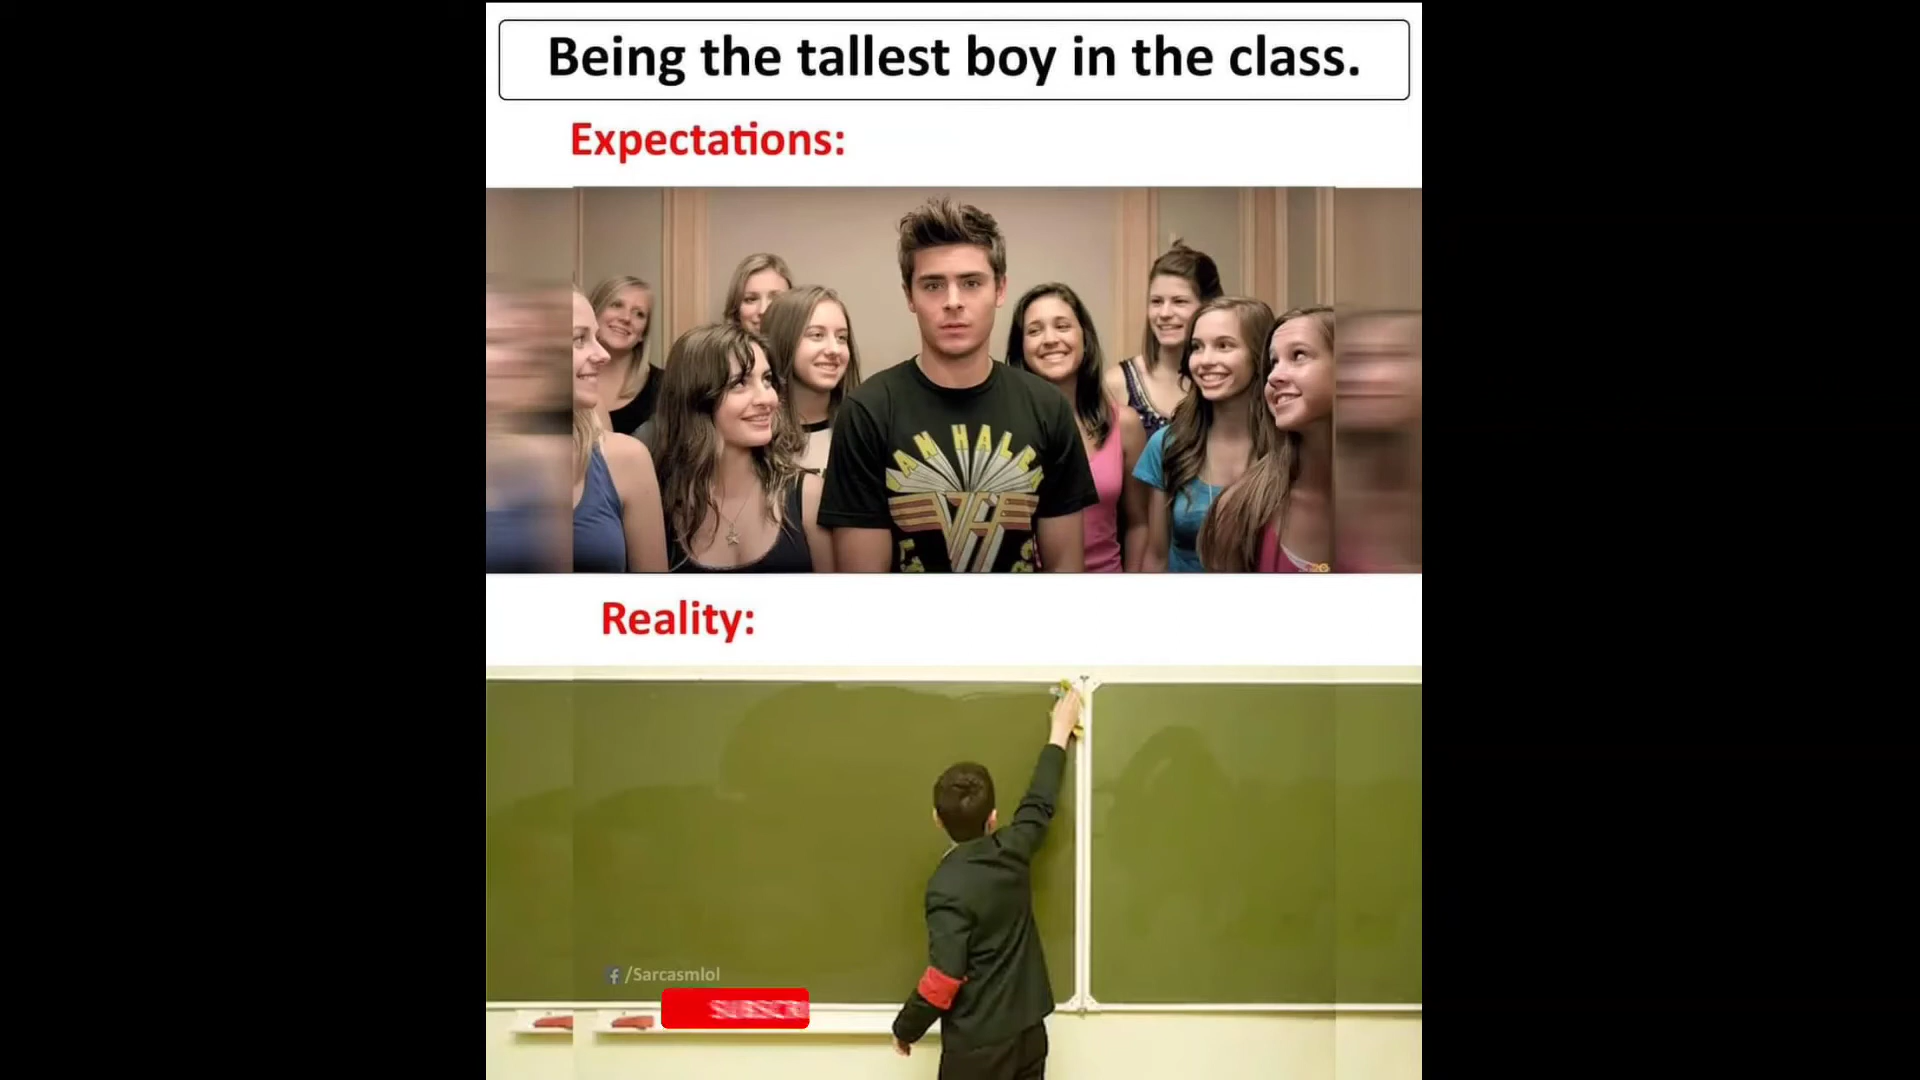 Being the tallest boy in the class.
Expectations:
Reality:
/Sarcasmlol